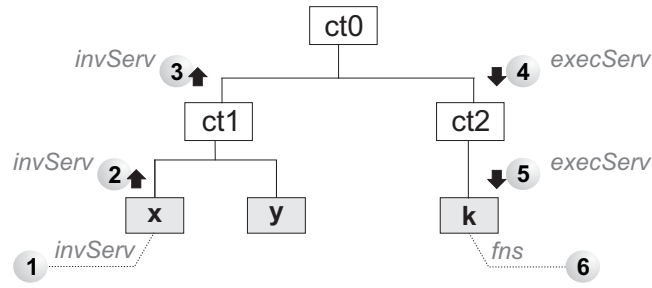 ct0
invServ 3 4 execServ
ct1 ct2
invServ 2 5 execServ
x y k
1 invServ fns 6